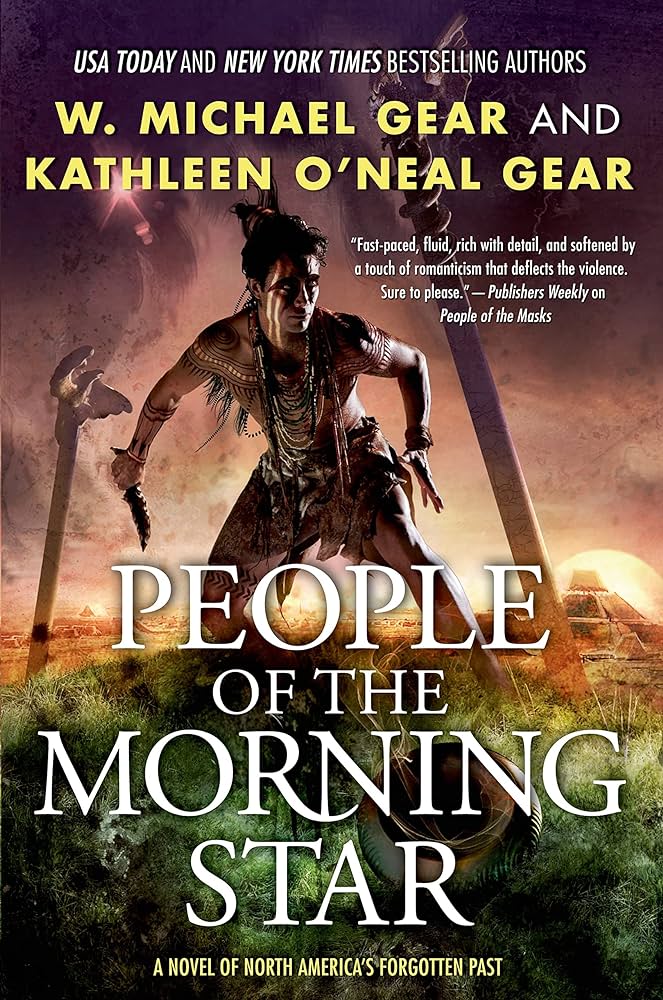 USA TODAY AND NEW YORK TIMES BESTSELLING AUTHORS
W. MICHAEL GEAR AND
KATHLEEN O'NEAL GEAR
“Fast-paced, fluid, rich with detail, and softened by
a touch of romanticism that deflects the violence.
Sure to please.” — Publishers Weekly on
People of the Masks
PEOPLE
OF THE
MORNING
STAR
A NOVEL OF NORTH AMERICA'S FORGOTTEN PAST